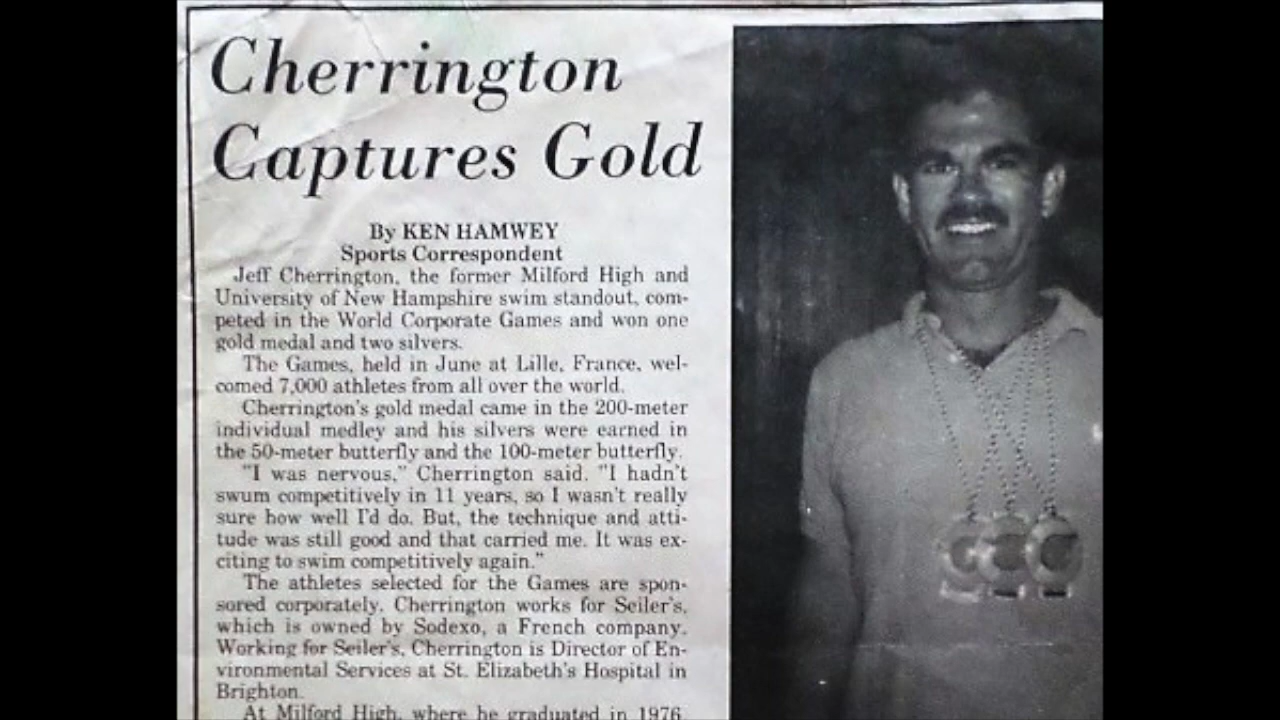 Cherrington
Captures Gold
By KEN HAMWEY
Sports Correspondent
Jeff Cherrington, the former Milford High and
University of New Hampshire swim standout, com-
peted in the World Corporate Games and won one
gold medal and two silvers.
The Games, held in June at Lille, France, wel-
comed 7,000 athletes from all over the world.
Cherrington's gold medal came in the 200-meter
individual medley and his silvers were earned in
the 50-meter butterfly and the 100-meter butterfly.
"I was nervous," Cherrington said. "I hadn't
swum competitively in 11 years, so I wasn't really
sure how well I'd do. But, the technique and atti-
tude was still good and that carried me. It was ex-
citing to swim competitively again."
The athletes selected for the Games are spon-
sored corporately. Cherrington works for Seiler's,
which is owned by Sodexo, a French company.
Working for Seiler's, Cherrington is Director of En-
vironmental Services at St. Elizabeth's Hospital in
Brighton.
At Milford High, where he graduated in 1976,